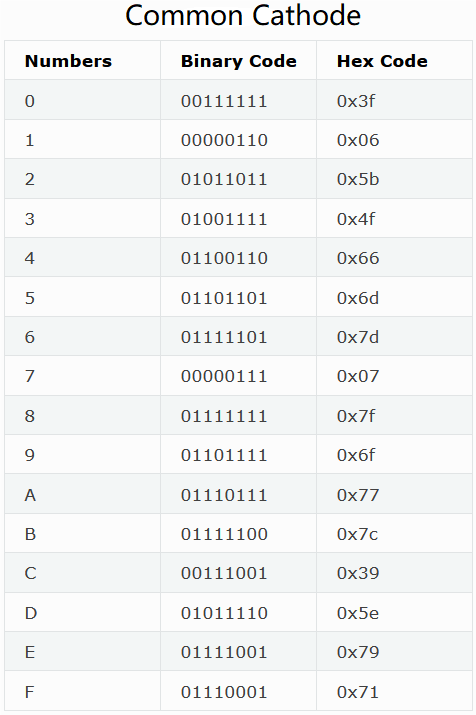 Common Cathode
Numbers Binary Code Hex Code
0 00111111 0x3f
1 00000110 0x06
2 01011011 0x5b
3 01001111 0x4f
4 01100110 0x66
5 01101101 0x6d
6 01111101 0x7d
7 00000111 0x07
8 01111111 0x7f
9 01101111 0x6f
A 01110111 0x77
B 01111100 0x7c
C 00111001 0x39
D 01011110 0x5e
E 01111001 0x79
F 01110001 0x71